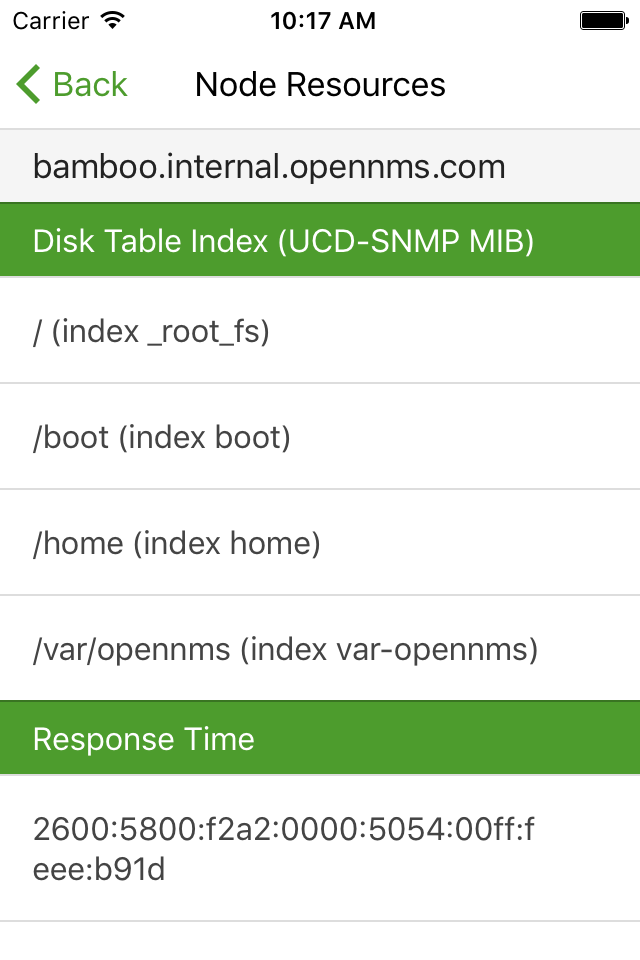 Carrier 10:17 AM
Back Node Resources
bamboo.internal.opennms.com
Disk Table Index (UCD-SNMP MIB)
/ (index _root_fs)
/boot (index boot)
/home (index home)
/var/opennms (index var-opennms)
Response Time
2600:5800:f2a2:0000:5054:00ff:f
eee:b91d